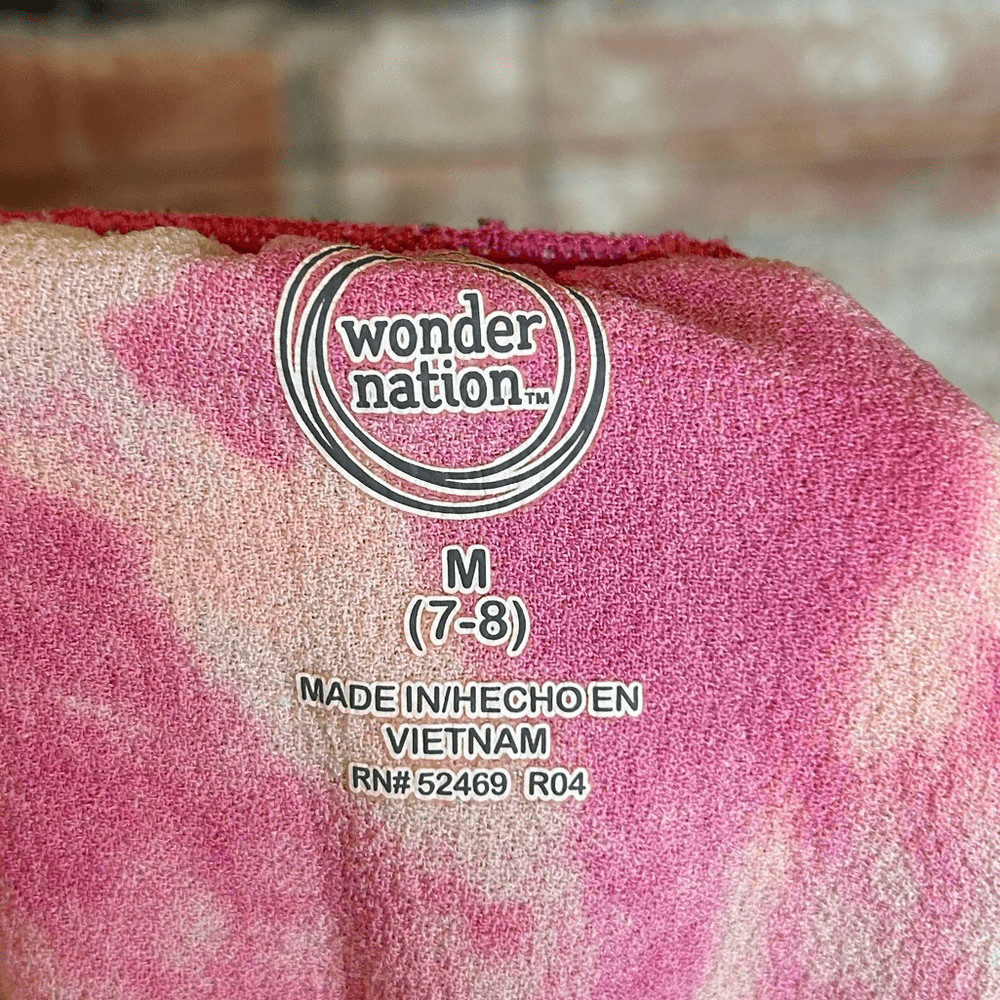 wonder
nation™
M
(7-8)
MADE IN/HECHO EN
VIETNAM
RN# 52469 R04